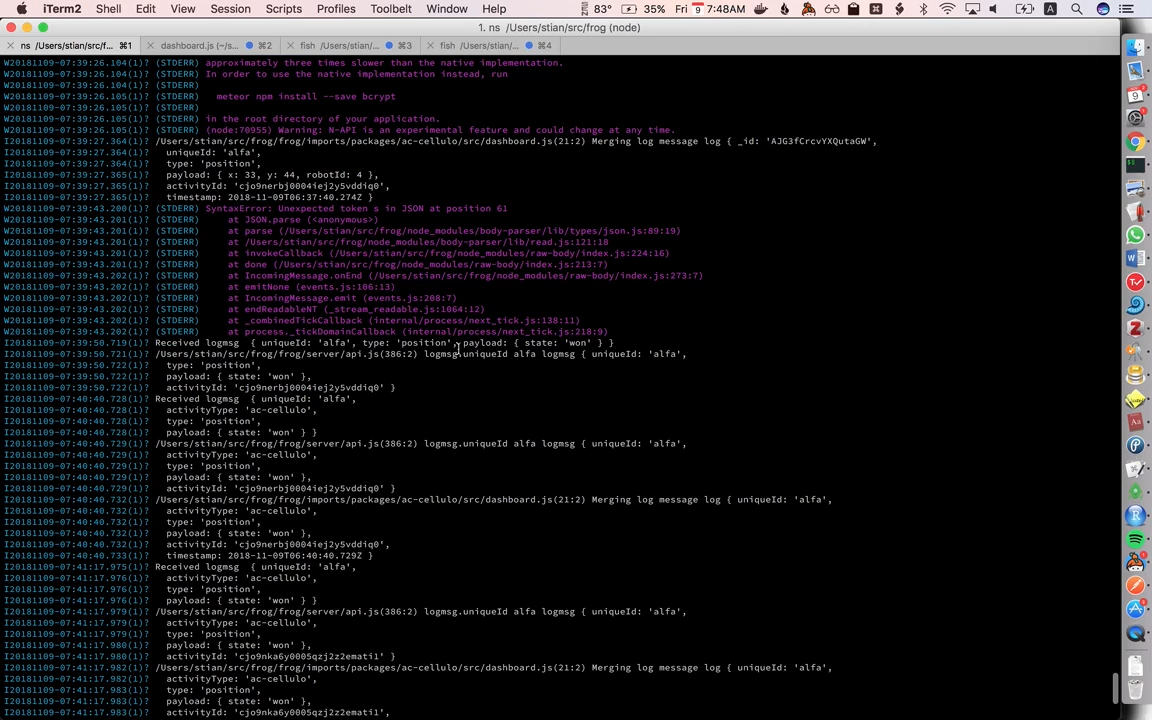 iTerm2 Shell Edit View Session Scripts Profiles Toolbelt Window Help 83° 35% Fri 9 7:48AM
1. ns /Users/stian/src/frog (node)
ns /Users/stian/src/f... ⌘1 dashboard.js (~/s... ⌘2 fish /Users/stian/... ⌘3 fish /Users/stian/... ⌘4
W20181109-07:39:26.104(1)? (STDERR) approximately three times slower than the native implementation.
W20181109-07:39:26.104(1)? (STDERR) In order to use the native implementation instead, run
W20181109-07:39:26.104(1)? (STDERR)
W20181109-07:39:26.105(1)? (STDERR)   meteor npm install --save bcrypt
W20181109-07:39:26.105(1)? (STDERR)
W20181109-07:39:26.105(1)? (STDERR) in the root directory of your application.
W20181109-07:39:26.105(1)? (STDERR) (node:70955) Warning: N-API is an experimental feature and could change at any time.
I20181109-07:39:27.364(1)? /Users/stian/src/frog/frog/imports/packages/ac-cellulo/src/dashboard.js(21:2) Merging log message log { _id: 'AJG3fCrcvYXQutaGW',
I20181109-07:39:27.364(1)?   uniqueId: 'alfa',
I20181109-07:39:27.364(1)?   type: 'position',
I20181109-07:39:27.365(1)?   payload: { x: 33, y: 44, robotId: 4 },
I20181109-07:39:27.365(1)?   activityId: 'cjo9nerbj0004iej2y5vddiq0',
I20181109-07:39:27.365(1)?   timestamp: 2018-11-09T06:37:40.274Z }
W20181109-07:39:43.200(1)? (STDERR) SyntaxError: Unexpected token s in JSON at position 61
W20181109-07:39:43.201(1)? (STDERR)     at JSON.parse (<anonymous>)
W20181109-07:39:43.201(1)? (STDERR)     at parse (/Users/stian/src/frog/node_modules/body-parser/lib/types/json.js:89:19)
W20181109-07:39:43.201(1)? (STDERR)     at /Users/stian/src/frog/node_modules/body-parser/lib/read.js:121:18
W20181109-07:39:43.201(1)? (STDERR)     at invokeCallback (/Users/stian/src/frog/node_modules/raw-body/index.js:224:16)
W20181109-07:39:43.201(1)? (STDERR)     at done (/Users/stian/src/frog/node_modules/raw-body/index.js:213:7)
W20181109-07:39:43.202(1)? (STDERR)     at IncomingMessage.onEnd (/Users/stian/src/frog/node_modules/raw-body/index.js:273:7)
W20181109-07:39:43.202(1)? (STDERR)     at emitNone (events.js:106:13)
W20181109-07:39:43.202(1)? (STDERR)     at IncomingMessage.emit (events.js:208:7)
W20181109-07:39:43.202(1)? (STDERR)     at endReadableNT (_stream_readable.js:1064:12)
W20181109-07:39:43.202(1)? (STDERR)     at _combinedTickCallback (internal/process/next_tick.js:138:11)
W20181109-07:39:43.202(1)? (STDERR)     at process._tickDomainCallback (internal/process/next_tick.js:218:9)
I20181109-07:39:50.719(1)? Received logmsg  { uniqueId: 'alfa', type: 'position', payload: { state: 'won' } }
I20181109-07:39:50.721(1)? /Users/stian/src/frog/frog/server/api.js(386:2) logmsg.uniqueId alfa logmsg { uniqueId: 'alfa',
I20181109-07:39:50.722(1)?   type: 'position',
I20181109-07:39:50.722(1)?   payload: { state: 'won' },
I20181109-07:39:50.722(1)?   activityId: 'cjo9nerbj0004iej2y5vddiq0' }
I20181109-07:40:40.728(1)? Received logmsg  { uniqueId: 'alfa',
I20181109-07:40:40.728(1)?   activityType: 'ac-cellulo',
I20181109-07:40:40.728(1)?   type: 'position',
I20181109-07:40:40.728(1)?   payload: { state: 'won' } }
I20181109-07:40:40.729(1)? /Users/stian/src/frog/frog/server/api.js(386:2) logmsg.uniqueId alfa logmsg { uniqueId: 'alfa',
I20181109-07:40:40.729(1)?   activityType: 'ac-cellulo',
I20181109-07:40:40.729(1)?   type: 'position',
I20181109-07:40:40.729(1)?   payload: { state: 'won' },
I20181109-07:40:40.729(1)?   activityId: 'cjo9nerbj0004iej2y5vddiq0' }
I20181109-07:40:40.732(1)? /Users/stian/src/frog/frog/imports/packages/ac-cellulo/src/dashboard.js(21:2) Merging log message log { uniqueId: 'alfa',
I20181109-07:40:40.732(1)?   activityType: 'ac-cellulo',
I20181109-07:40:40.732(1)?   type: 'position',
I20181109-07:40:40.732(1)?   payload: { state: 'won' },
I20181109-07:40:40.733(1)?   activityId: 'cjo9nerbj0004iej2y5vddiq0',
I20181109-07:40:40.733(1)?   timestamp: 2018-11-09T06:40:40.729Z }
I20181109-07:41:17.975(1)? Received logmsg  { uniqueId: 'alfa',
I20181109-07:41:17.976(1)?   activityType: 'ac-cellulo',
I20181109-07:41:17.976(1)?   type: 'position',
I20181109-07:41:17.976(1)?   payload: { state: 'won' } }
I20181109-07:41:17.979(1)? /Users/stian/src/frog/frog/server/api.js(386:2) logmsg.uniqueId alfa logmsg { uniqueId: 'alfa',
I20181109-07:41:17.979(1)?   activityType: 'ac-cellulo',
I20181109-07:41:17.979(1)?   type: 'position',
I20181109-07:41:17.980(1)?   payload: { state: 'won' },
I20181109-07:41:17.980(1)?   activityId: 'cjo9nka6y0005qzj2z2emati1' }
I20181109-07:41:17.982(1)? /Users/stian/src/frog/frog/imports/packages/ac-cellulo/src/dashboard.js(21:2) Merging log message log { uniqueId: 'alfa',
I20181109-07:41:17.982(1)?   activityType: 'ac-cellulo',
I20181109-07:41:17.983(1)?   type: 'position',
I20181109-07:41:17.983(1)?   payload: { state: 'won' },
I20181109-07:41:17.983(1)?   activityId: 'cjo9nka6y0005qzj2z2emati1',